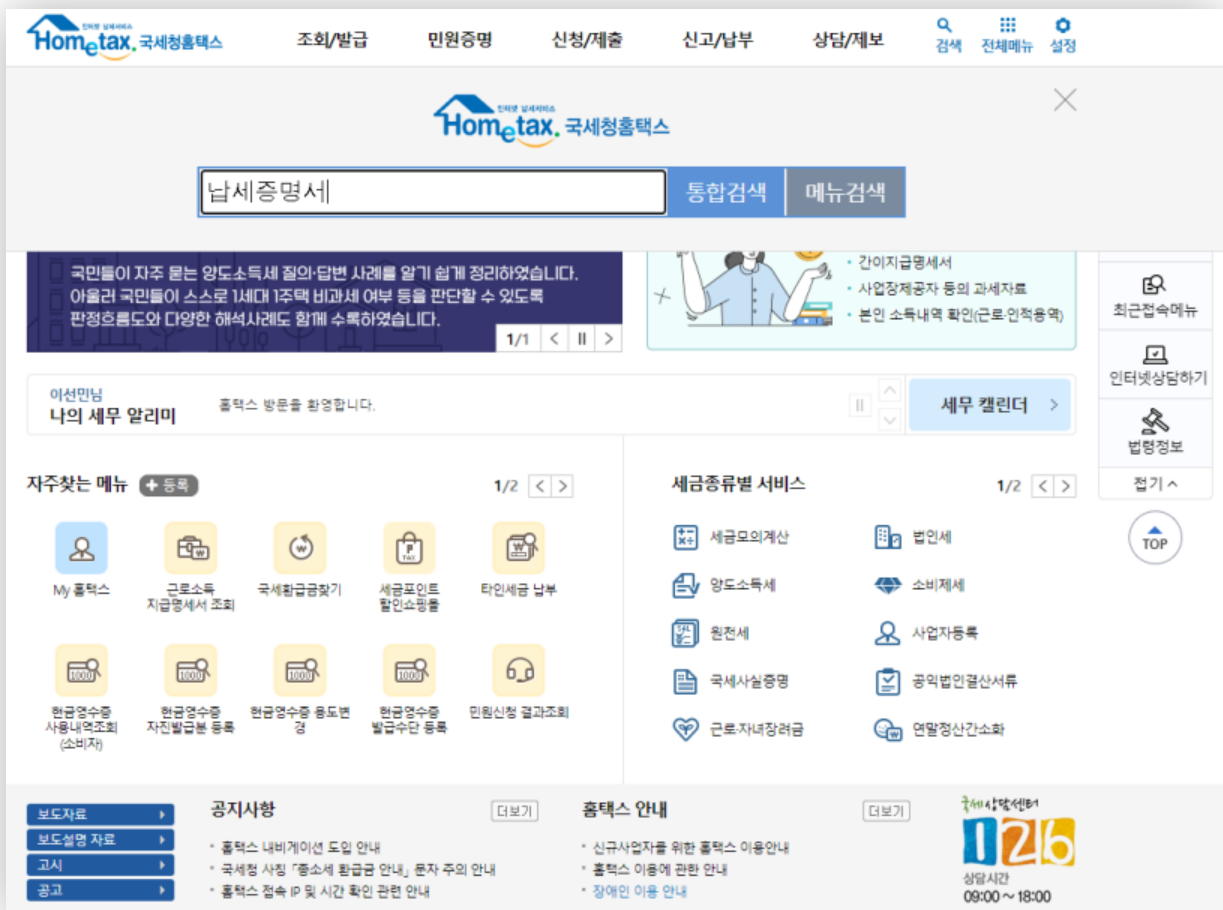 인터넷 납세서비스
Hometax. 국세청홈택스
조회/발급
민원증명
신청/제출
신고/납부
상담/제보
검색
전체메뉴
설정
인터넷 납세서비스
Hometax. 국세청홈택스
납세증명서
통합검색
메뉴검색
국민들이 자주 묻는 양도소득세 질의·답변 사례를 알기 쉽게 정리하였습니다.
아울러 국민들이 스스로 1세대 1주택 비과세 여부 등을 판단할 수 있도록
판정흐름도와 다양한 해석사례도 함께 수록하였습니다.
1/1
· 간이지급명세서
· 사업장제공자 등의 과세자료
· 본인 소득내역 확인(근로·인적용역)
최근접속메뉴
인터넷상담하기
법령정보
접기
TOP
이선민님
나의 세무 알리미
홈택스 방문을 환영합니다.
세무 캘린더 >
자주찾는 메뉴
+ 등록
1/2 < >
My 홈택스
근로소득
지급명세서 조회
국세환급금찾기
세금포인트
할인쇼핑몰
타인세금 납부
현금영수증
사용내역조회
(소비자)
현금영수증
자진발급분 등록
현금영수증 용도변
경
현금영수증
발급수단 등록
민원신청 결과조회
세금종류별 서비스
1/2 < >
세금모의계산
법인세
양도소득세
소비제세
원천세
사업자등록
국세사실증명
공익법인결산서류
근로·자녀장려금
연말정산간소화
보도자료
보도설명 자료
고시
공고
공지사항
더보기
· 홈택스 내비게이션 도입 안내
· 국세청 사칭 「종소세 환급금 안내」 문자 주의 안내
· 홈택스 접속 IP 및 시간 확인 관련 안내
홈택스 안내
더보기
· 신규사업자를 위한 홈택스 이용안내
· 홈택스 이용에 관한 안내
· 장애인 이용 안내
국세상담센터
126
상담시간
09:00 ~ 18:00